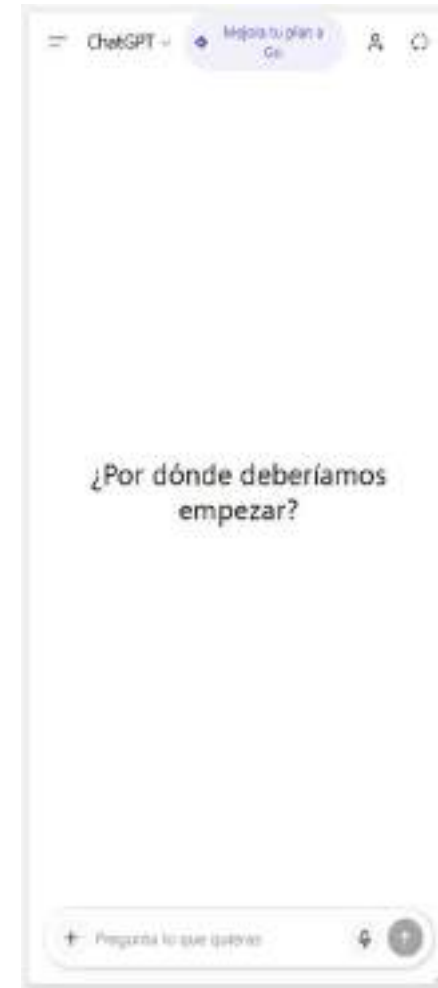 ChatGPT
Mejora tu plan a
Go
¿Por dónde deberíamos
empezar?
Pregunta lo que quieras